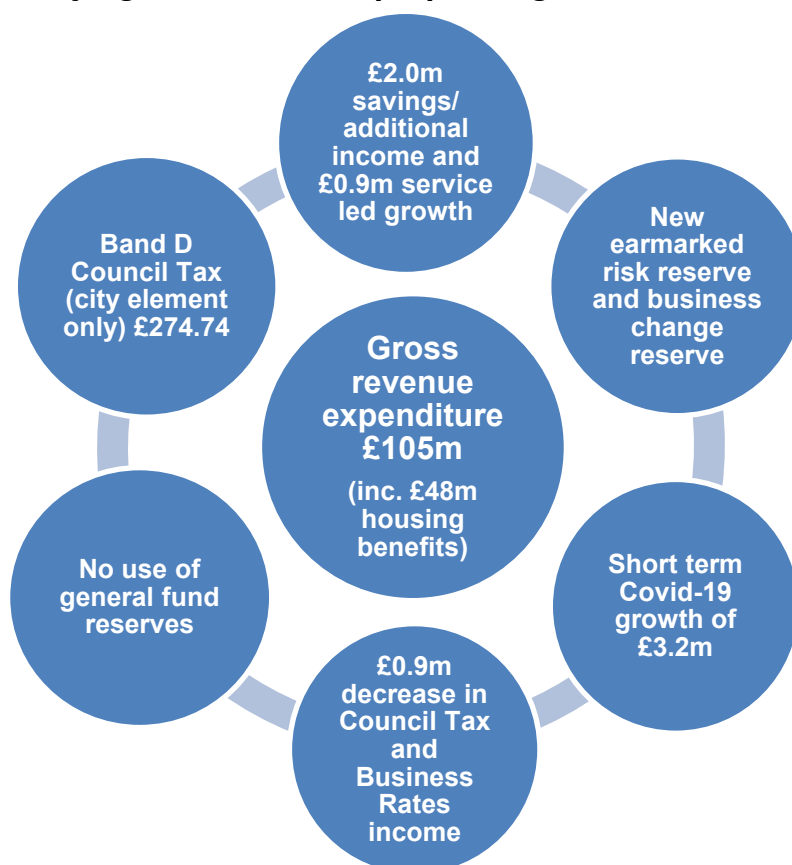 £2.0m
savings/
additional
income and
£0.9m service
led growth
New
earmarked
risk reserve
and business
change
reserve
Short term
Covid-19
growth of
£3.2m
£0.9m
decrease in
Council Tax
and
Business
Rates
income
No use of
general fund
reserves
Band D
Council Tax
(city element
only) £274.74
Gross
revenue
expenditure
£105m
(inc. £48m
housing
benefits)